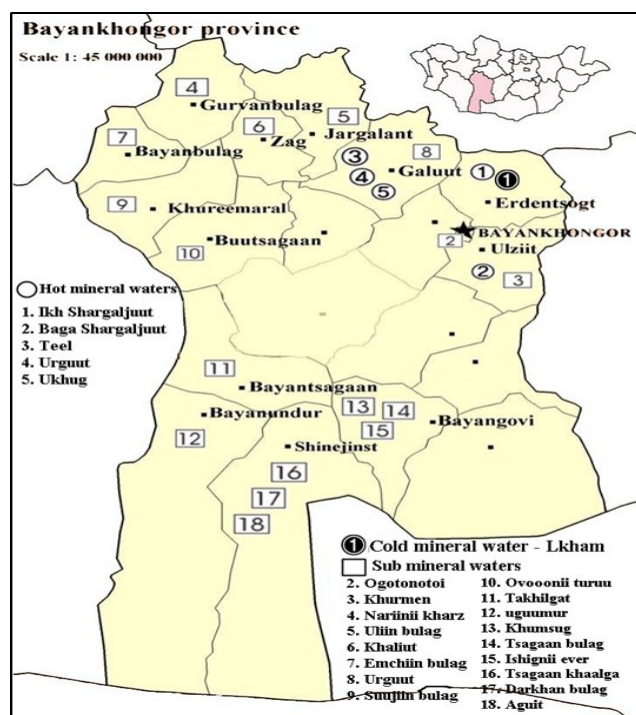 Bayankhongor province
Scale 1: 45 000 000
4
Gurvanbulag
5
7
6
Jargalant
Zag
3
8
Bayanbulag
4
Galuut
1
1
5
9
Khureemaral
Erdentsogt
BAYANKHONGOR
Buutsagaan
2
Ulziit
10
2
3
Hot mineral waters
1. Ikh Shargaljuut
2. Baga Shargaljuut
3. Teel
4. Urguut
5. Ukhug
11
Bayantsagaan
13
14
Bayanundur
Bayangovi
12
15
Shinejinst
16
17
18
1 Cold mineral water - Lkham
Sub mineral waters
2. Ogotonotoi
3. Khurmen
4. Nariinii kharz
5. Uliin bulag
6. Khaliut
7. Emchiin bulag
8. Urguut
9. Suujiin bulag
10. Ovooonii turuu
11. Takhilgat
12. uguumur
13. Khumsug
14. Tsagaan bulag
15. Ishignii ever
16. Tsagaan khaalga
17. Darkhan bulag
18. Aguit